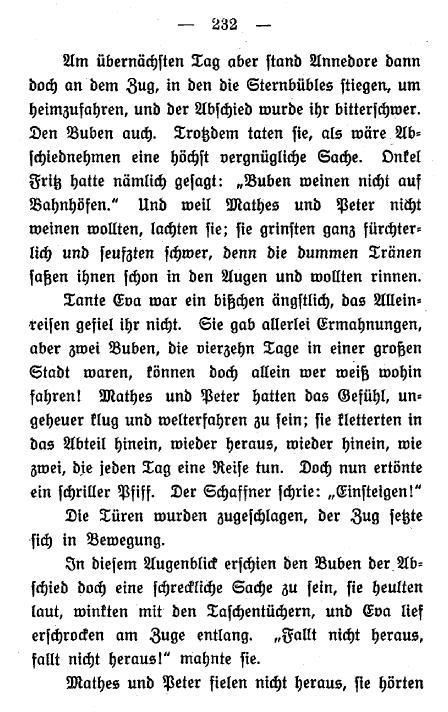 — 232 —
Am übernächsten Tag aber stand Annedore dann
doch an dem Zug, in den die Sternbübles stiegen, um
heimzufahren, und der Abschied wurde ihr bitterschwer.
Den Buben auch. Trotzdem taten sie, als wäre Ab-
schiednehmen eine höchst vergnügliche Sache. Onkel
Fritz hatte nämlich gesagt: „Buben weinen nicht auf
Bahnhöfen.“ Und weil Mathes und Peter nicht
weinen wollten, lachten sie; sie grinsten ganz fürchter-
lich und seufzten schwer, denn die dummen Tränen
saßen ihnen schon in den Augen und wollten rinnen.
Tante Eva war ein bißchen ängstlich, das Allein-
reisen gefiel ihr nicht. Sie gab allerlei Ermahnungen,
aber zwei Buben, die vierzehn Tage in einer großen
Stadt waren, können doch allein wer weiß wohin
fahren! Mathes und Peter hatten das Gefühl, un-
geheuer klug und welterfahren zu sein; sie kletterten in
das Abteil hinein, wieder heraus, wieder hinein, wie
zwei, die jeden Tag eine Reise tun. Doch nun ertönte
ein schriller Pfiff. Der Schaffner schrie: „Einsteigen!“
Die Türen wurden zugeschlagen, der Zug setzte
sich in Bewegung.
In diesem Augenblick erschien den Buben der Ab-
schied doch eine schreckliche Sache zu sein, sie heulten
laut, winkten mit den Taschentüchern, und Eva lief
erschrocken am Zuge entlang. „Fallt nicht heraus,
fallt nicht heraus!“ mahnte sie.
Mathes und Peter fielen nicht heraus, sie hörten